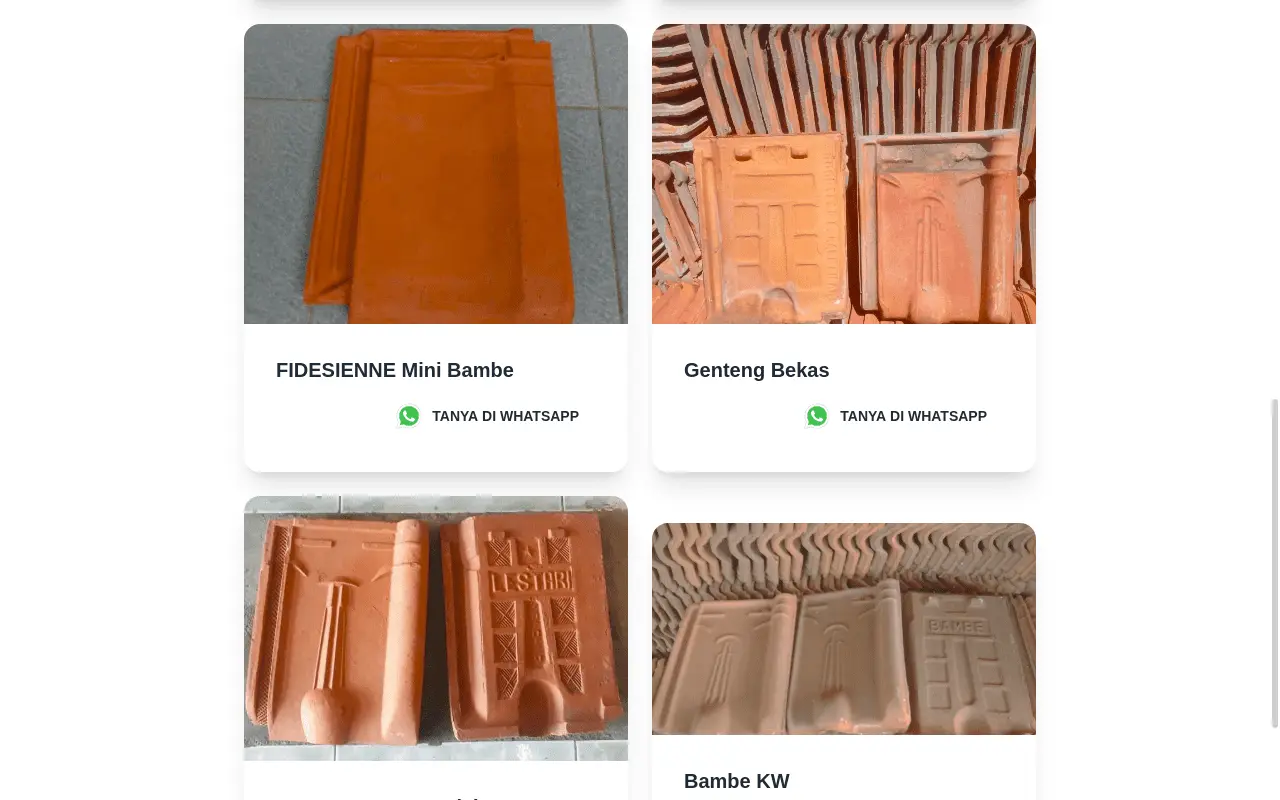 FIDESIENNE Mini Bambe
TANYA DI WHATSAPP
Genteng Bekas
TANYA DI WHATSAPP
LESTARI
BAMBE
Bambe KW